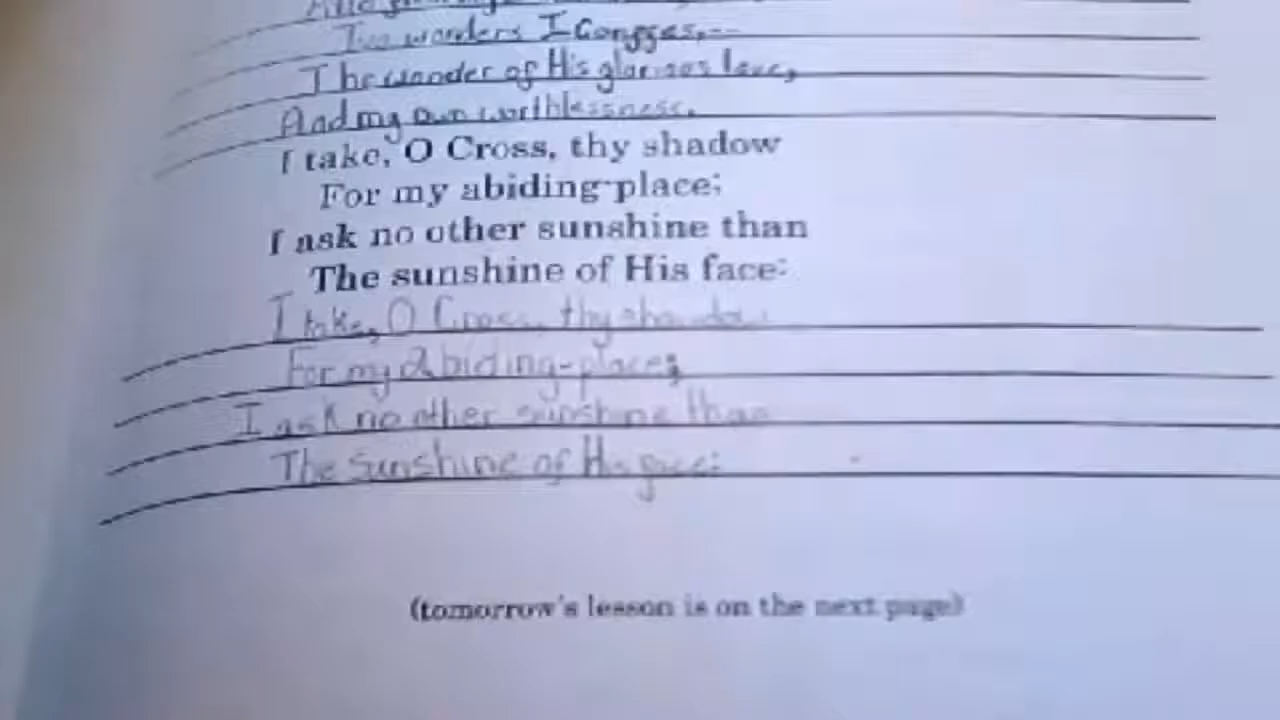 Two wonders I Confess,--
The wonder of His glorious love,
And my own worthlessness.
I take, O Cross, thy shadow
For my abiding-place;
I ask no other sunshine than
The sunshine of His face:
I take, O Cross, thy shadow
For my abiding-place;
I ask no other sunshine than
The Sunshine of His face:
(tomorrow's lesson is on the next page)